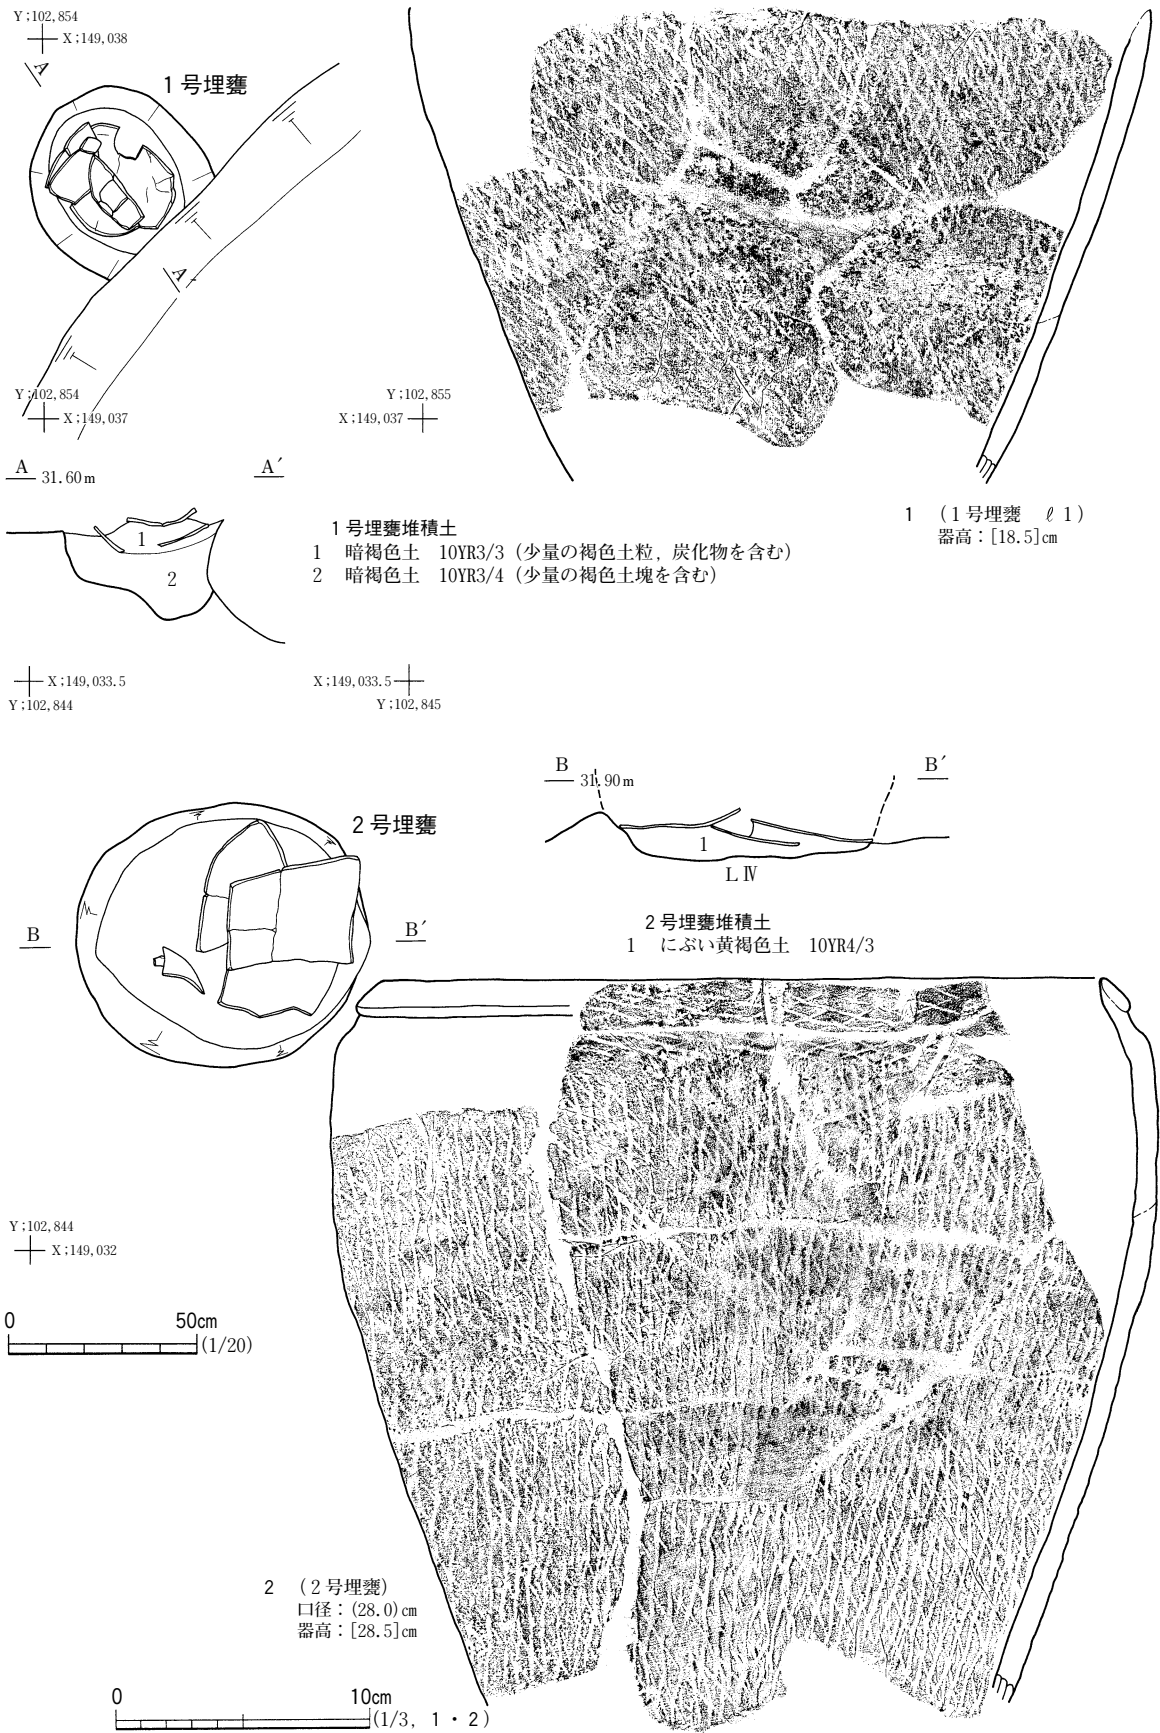 Y;102,854
X;149,038
A
1号埋甕
A′
Y;102,854
X;149,037
Y;102,855
X;149,037
A
31.60m
A′
1
2
1号埋甕堆積土
1 暗褐色土 10YR3/3（少量の褐色土粒，炭化物を含む）
2 暗褐色土 10YR3/4（少量の褐色土塊を含む）
1 （1号埋甕 ℓ1）
器高：[18.5]cm
X;149,033.5
Y;102,844
X;149,033.5
Y;102,845
B
31.90m
B′
1
LⅣ
2号埋甕
B
B′
2号埋甕堆積土
1 にぶい黄褐色土 10YR4/3
Y;102,844
X;149,032
0 50cm
(1/20)
2 （2号埋甕）
口径：(28.0)cm
器高：[28.5]cm
0 10cm
(1/3，1・2)